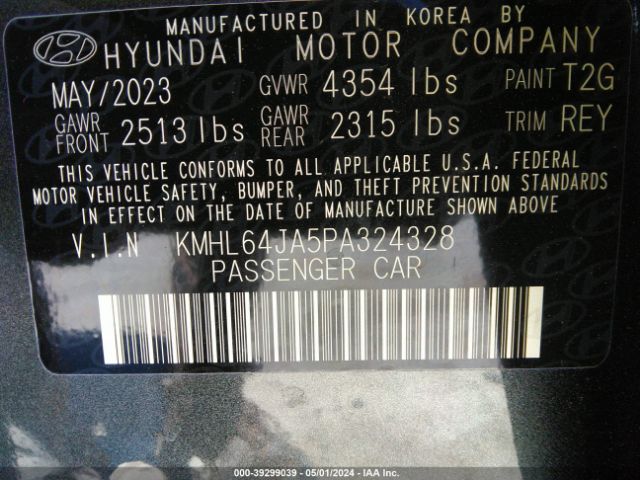 MANUFACTURED IN KOREA BY
HYUNDAI MOTOR COMPANY
MAY/2023 GVWR 4354 lbs PAINT T2G
GAWR FRONT 2513 lbs GAWR REAR 2315 lbs TRIM REY
THIS VEHICLE CONFORMS TO ALL APPLICABLE U.S.A. FEDERAL
MOTOR VEHICLE SAFETY, BUMPER, AND THEFT PREVENTION STANDARDS
IN EFFECT ON THE DATE OF MANUFACTURE SHOWN ABOVE
V.I.N KMHL64JA5PA324328
PASSENGER CAR
000-39299039 - 05/01/2024 - IAA Inc.